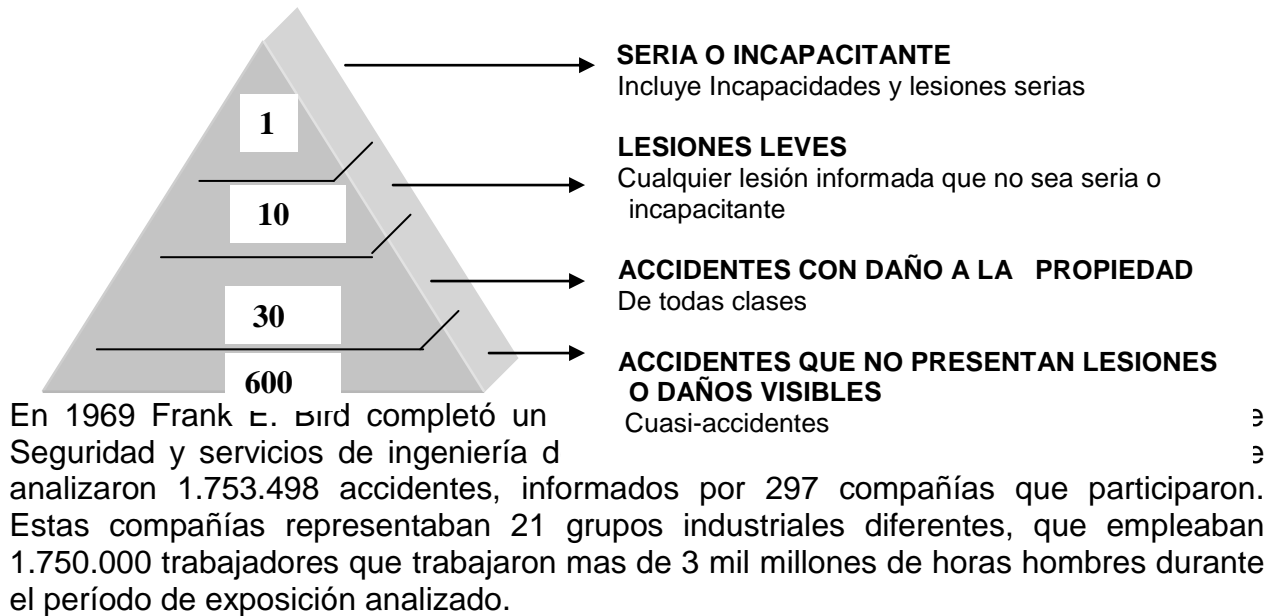 1
10
30
600
SERIA O INCAPACITANTE
Incluye Incapacidades y lesiones serias
LESIONES LEVES
Cualquier lesión informada que no sea seria o
incapacitante
ACCIDENTES CON DAÑO A LA PROPIEDAD
De todas clases
ACCIDENTES QUE NO PRESENTAN LESIONES
O DAÑOS VISIBLES
Cuasi-accidentes
En 1969 Frank E. Bird completó un
Seguridad y servicios de ingeniería d
analizaron 1.753.498 accidentes, informados por 297 compañías que participaron.
Estas compañías representaban 21 grupos industriales diferentes, que empleaban
1.750.000 trabajadores que trabajaron mas de 3 mil millones de horas hombres durante
el período de exposición analizado.